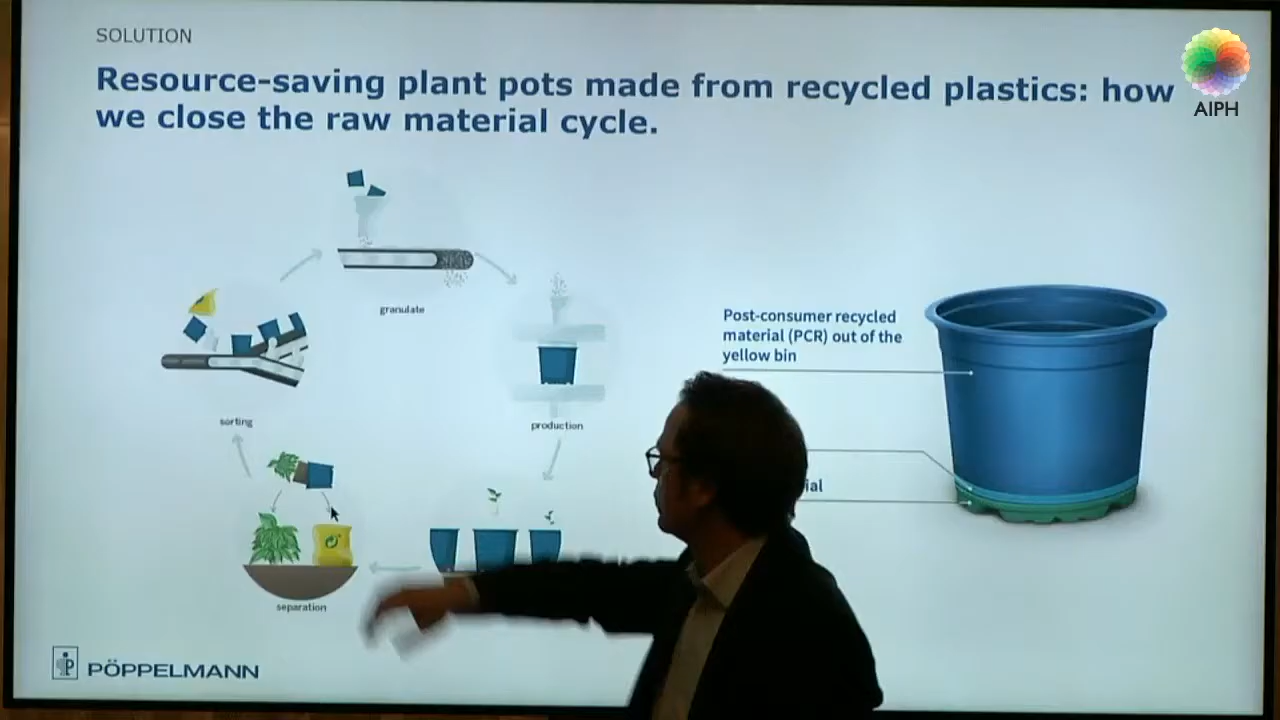 SOLUTION
Resource-saving plant pots made from recycled plastics: how
we close the raw material cycle.
AIPH
granulate
Post-consumer recycled
material (PCR) out of the
yellow bin
sorting
production
ial
separation
PÖPPELMANN